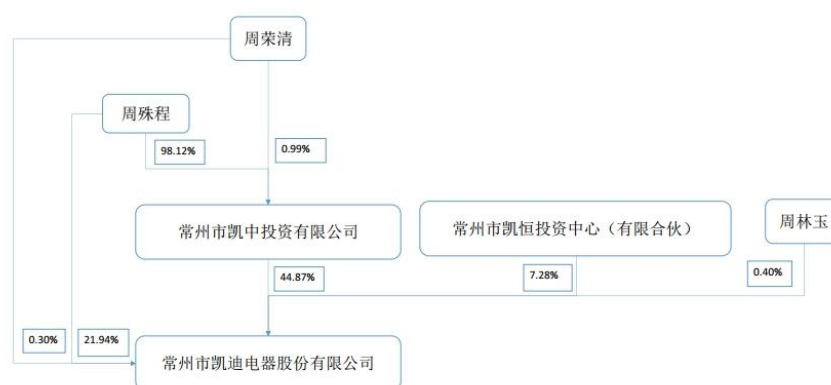 周荣清
周殊程
98.12%
0.99%
常州市凯中投资有限公司
常州市凯恒投资中心（有限合伙）
周林玉
44.87%
7.28%
0.40%
0.30%
21.94%
常州市凯迪电器股份有限公司